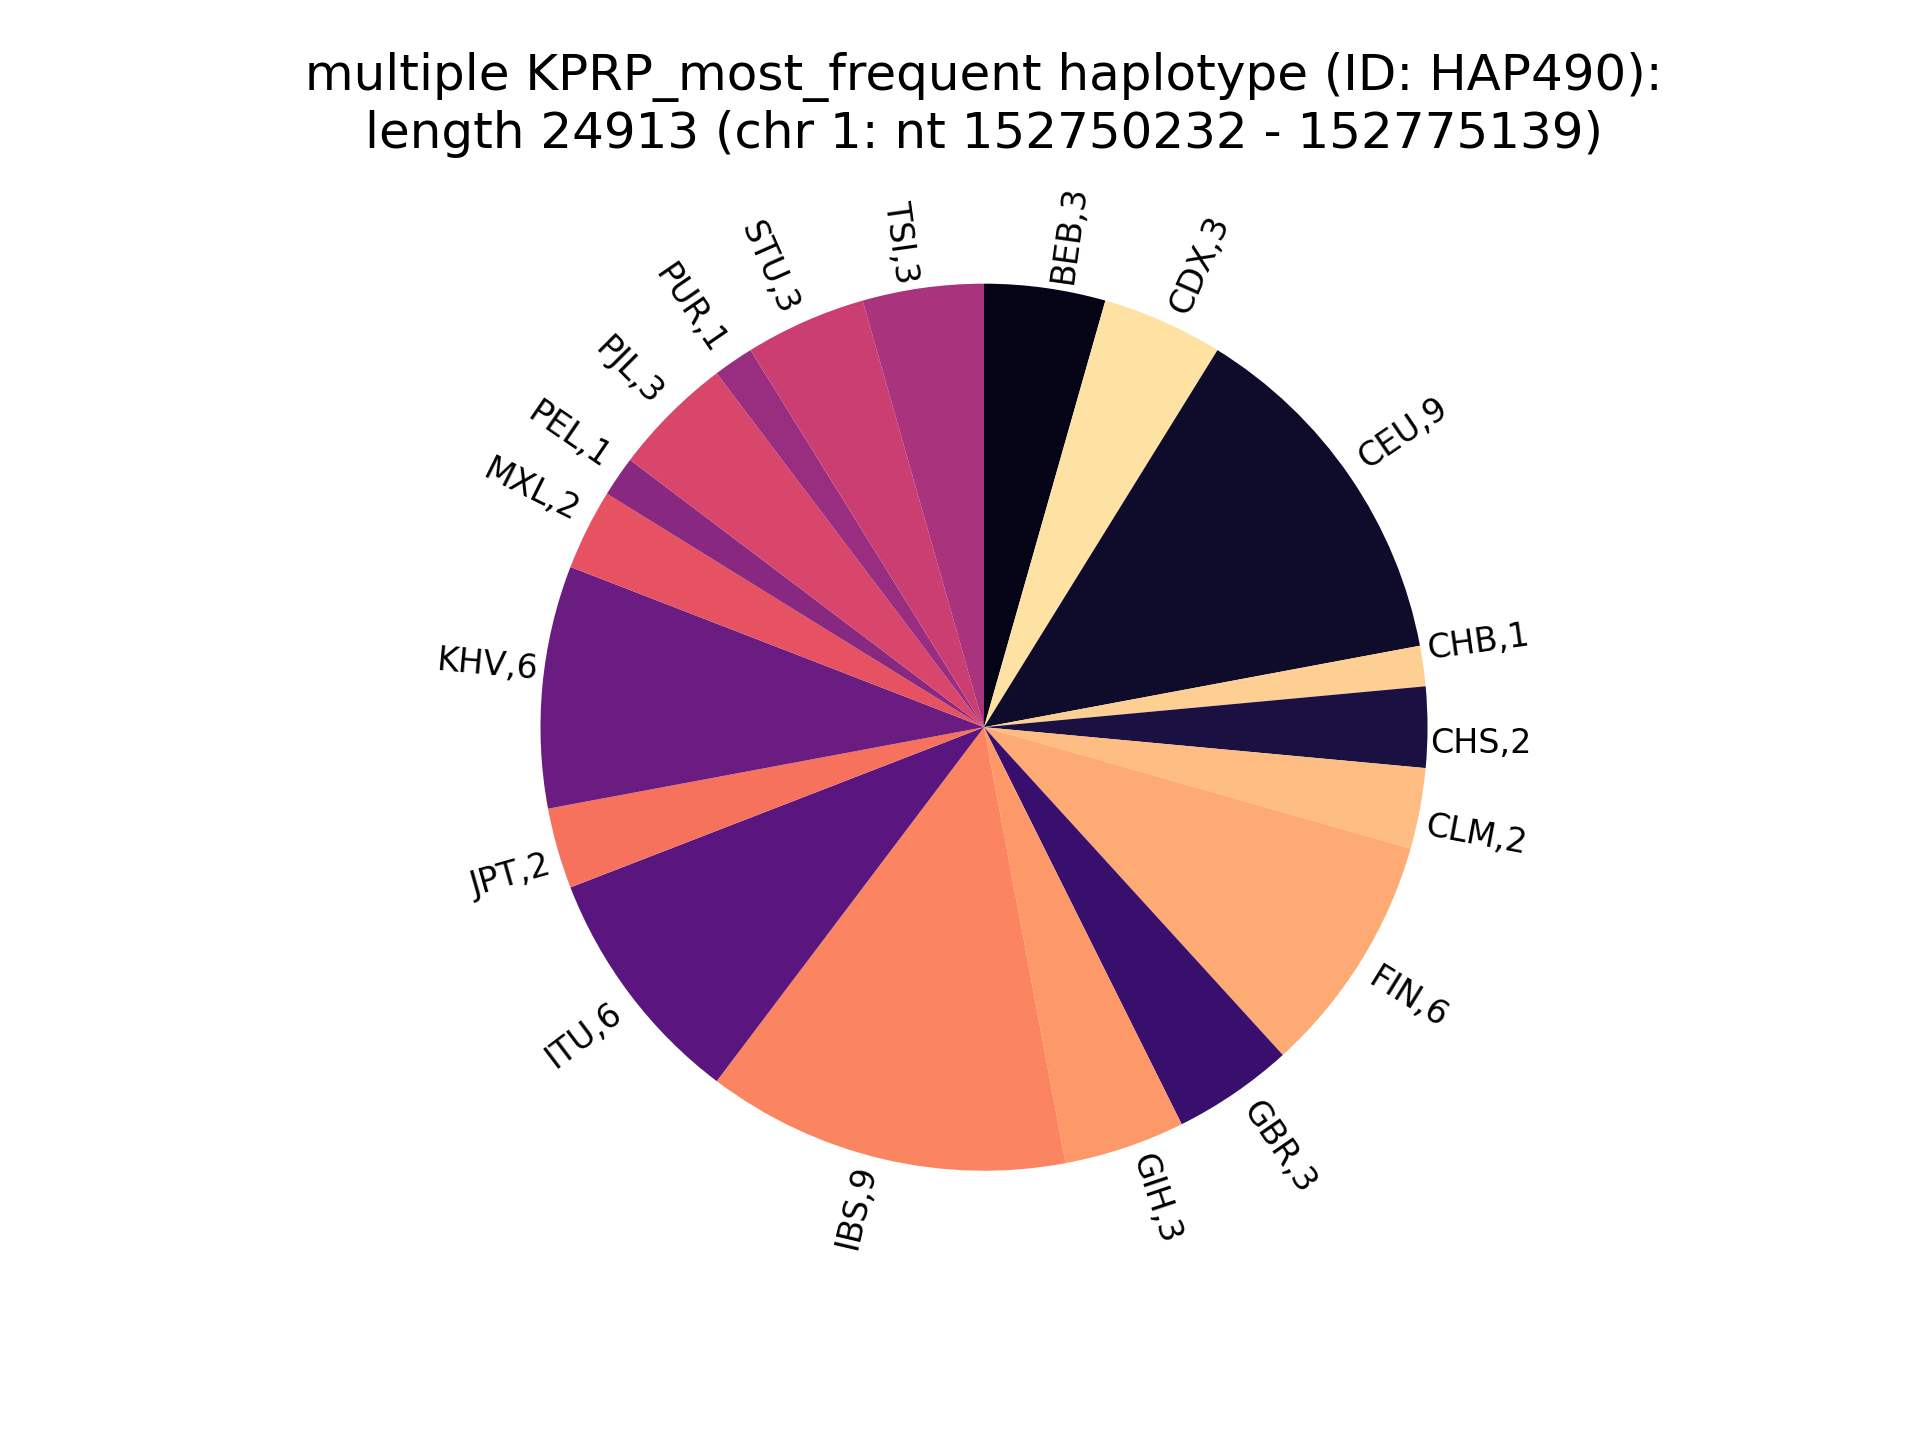 multiple KPRP_most_frequent haplotype (ID: HAP490):
length 24913 (chr 1: nt 152750232 - 152775139)
BEB,3
CDX,3
CEU,9
CHB,1
CHS,2
CLM,2
FIN,6
GBR,3
GIH,3
IBS,9
ITU,6
JPT,2
KHV,6
MXL,2
PEL,1
PJL,3
PUR,1
STU,3
TSI,3